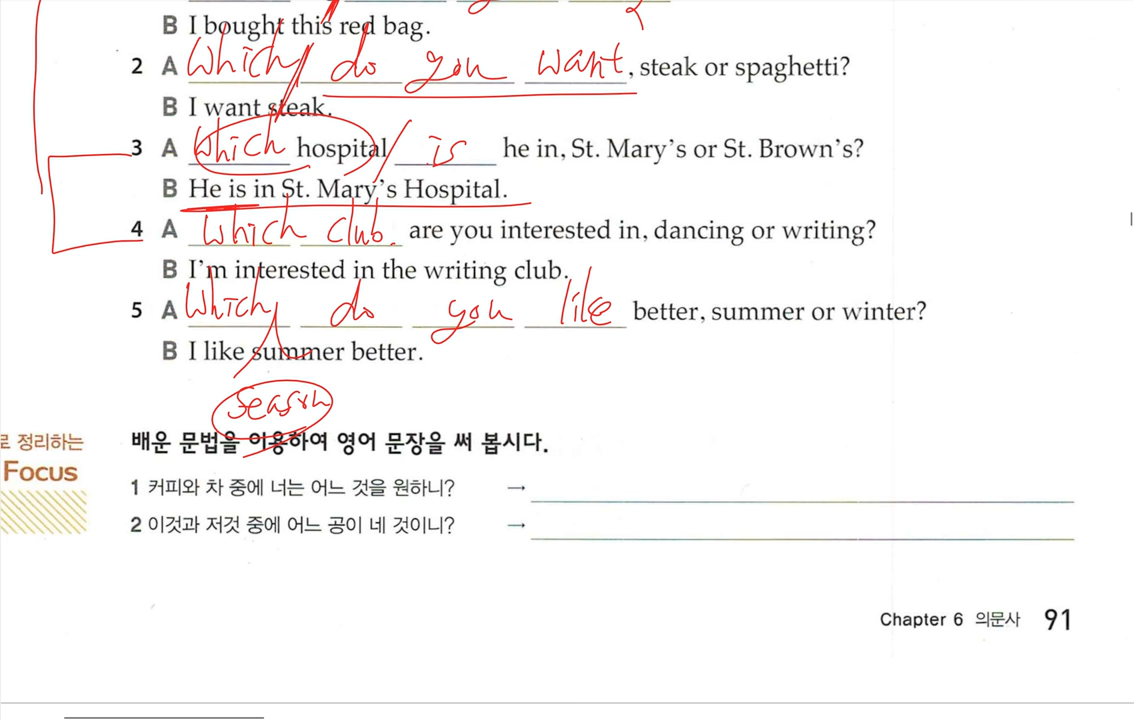 B I bought this red bag.
2 A Which do you want, steak or spaghetti?
B I want steak.
3 A Which hospital is he in, St. Mary's or St. Brown's?
B He is in St. Mary's Hospital.
4 A Which club. are you interested in, dancing or writing?
B I'm interested in the writing club.
5 A Which do you like better, summer or winter?
B I like summer better.
Season
로 정리하는
Focus
배운 문법을 이용하여 영어 문장을 써 봅시다.
1 커피와 차 중에 너는 어느 것을 원하니? →
2 이것과 저것 중에 어느 공이 네 것이니? →
Chapter 6 의문사 91